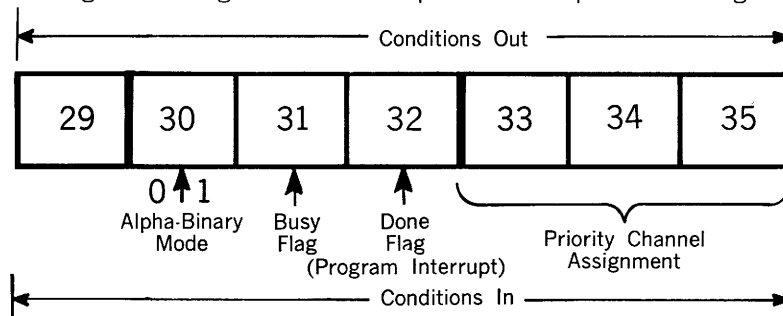 Conditions Out
29 30 31 32 33 34 35
0 1
Alpha-Binary Mode
Busy Flag
Done Flag
(Program Interrupt)
Priority Channel Assignment
Conditions In